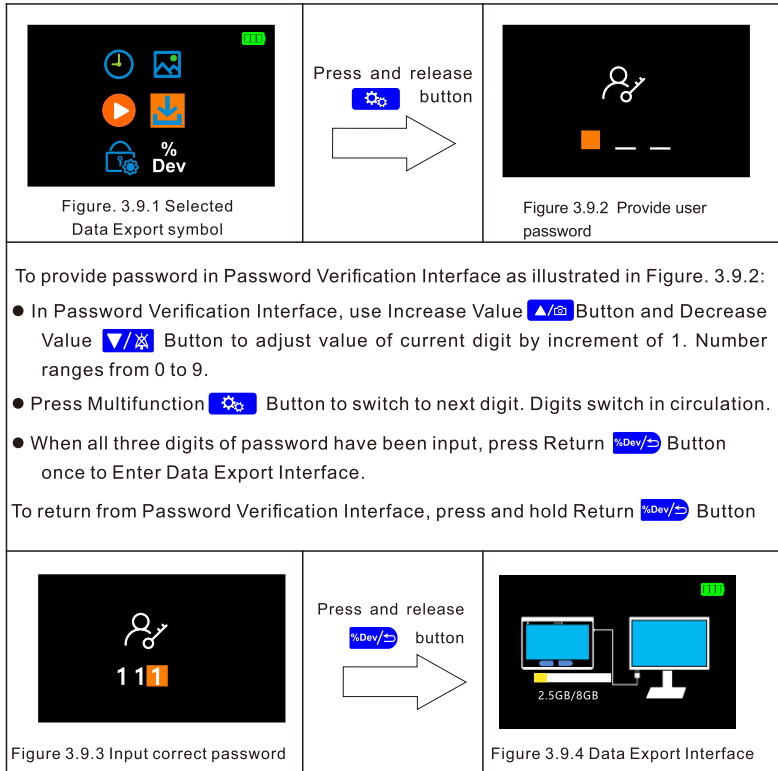 %
Dev
Figure. 3.9.1 Selected
Data Export symbol
Press and release
button
Figure 3.9.2 Provide user
password
To provide password in Password Verification Interface as illustrated in Figure. 3.9.2:
● In Password Verification Interface, use Increase Value Button and Decrease
Value Button to adjust value of current digit by increment of 1. Number
ranges from 0 to 9.
● Press Multifunction Button to switch to next digit. Digits switch in circulation.
● When all three digits of password have been input, press Return %Dev/ Button
once to Enter Data Export Interface.
To return from Password Verification Interface, press and hold Return %Dev/ Button
1 1 1
Figure 3.9.3 Input correct password
Press and release
%Dev/ button
2.5GB/8GB
Figure 3.9.4 Data Export Interface